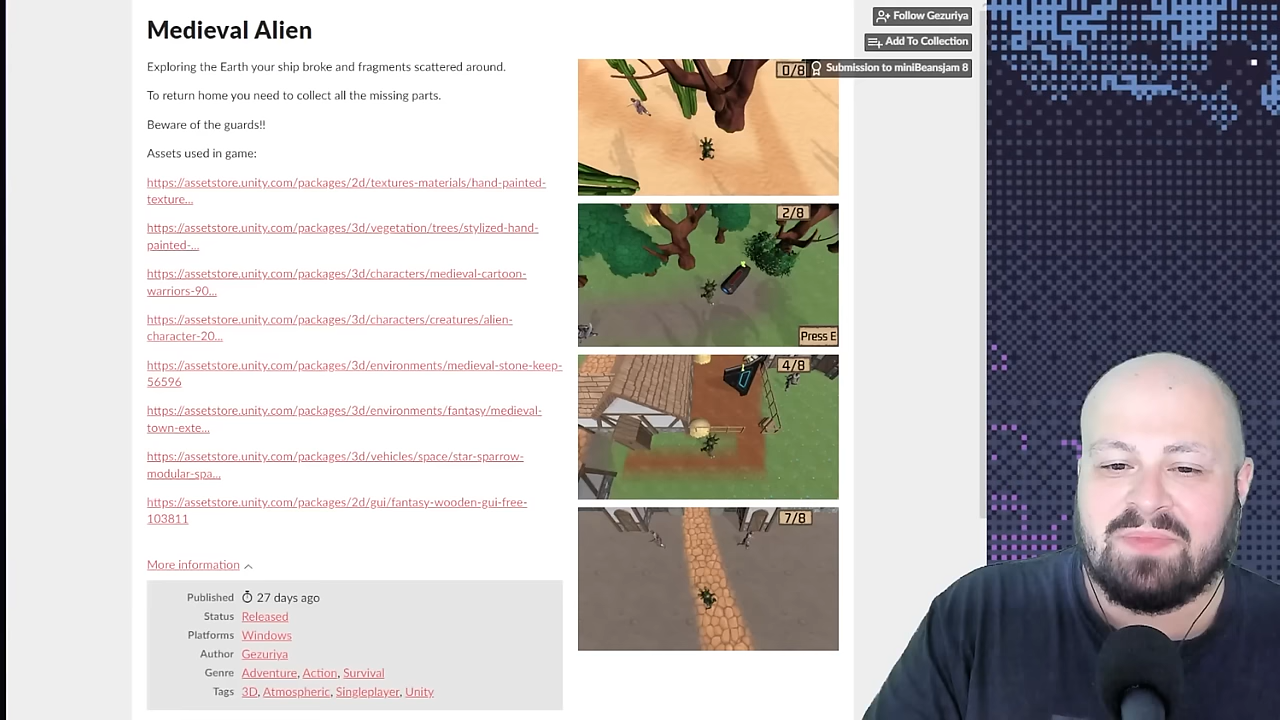 Medieval Alien
Follow Gezuriya
Add To Collection
Submission to miniBeansjam 8
Exploring the Earth your ship broke and fragments scattered around.
To return home you need to collect all the missing parts.
Beware of the guards!!
Assets used in game:
https://assetstore.unity.com/packages/2d/textures-materials/hand-painted-
texture...
https://assetstore.unity.com/packages/3d/vegetation/trees/stylized-hand-
painted-...
https://assetstore.unity.com/packages/3d/characters/medieval-cartoon-
warriors-90...
https://assetstore.unity.com/packages/3d/characters/creatures/alien-
character-20...
https://assetstore.unity.com/packages/3d/environments/medieval-stone-keep-
56596
https://assetstore.unity.com/packages/3d/environments/fantasy/medieval-
town-exte...
https://assetstore.unity.com/packages/3d/vehicles/space/star-sparrow-
modular-spa...
https://assetstore.unity.com/packages/2d/gui/fantasy-wooden-gui-free-
103811
More information
Published 27 days ago
Status Released
Platforms Windows
Author Gezuriya
Genre Adventure, Action, Survival
Tags 3D, Atmospheric, Singleplayer, Unity
0/8
2/8
Press E
4/8
7/8